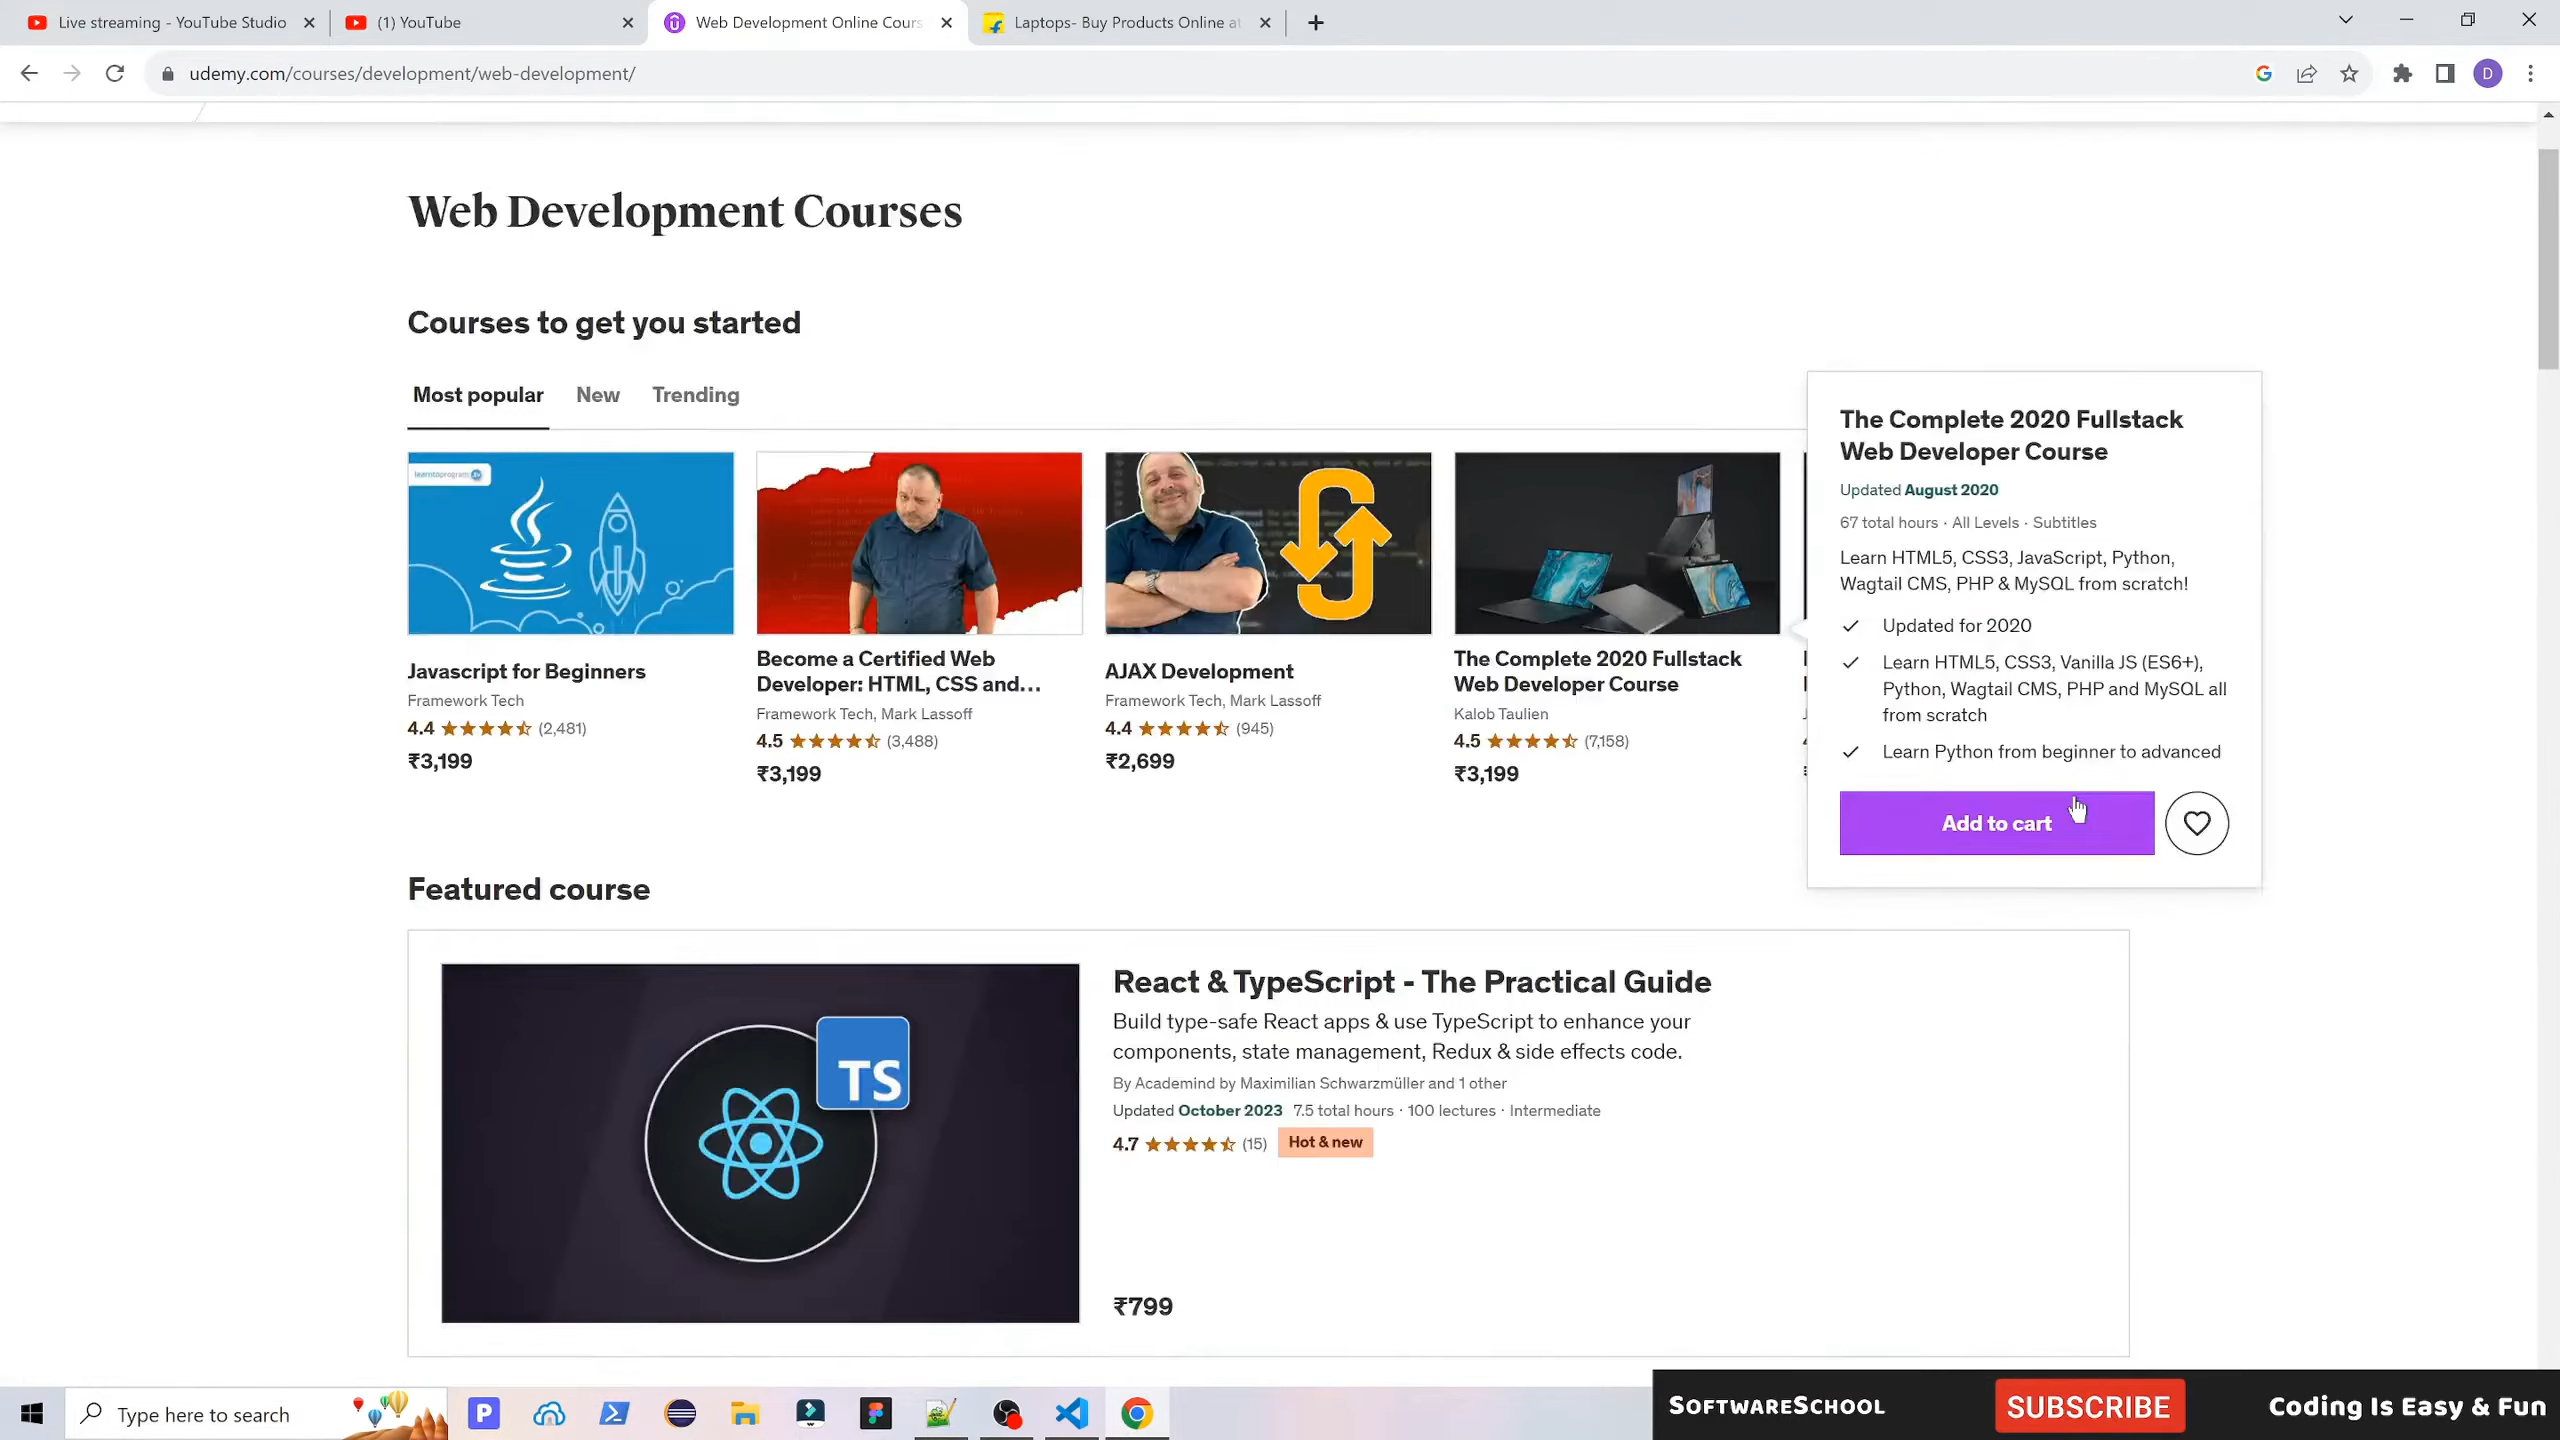 Live streaming - YouTube Studio
(1) YouTube
Web Development Online Cours
Laptops- Buy Products Online at
udemy.com/courses/development/web-development/
D
Web Development Courses
Courses to get you started
Most popular
New
Trending
learntoprogram
Javascript for Beginners
Framework Tech
4.4 (2,481)
₹3,199
Become a Certified Web
Developer: HTML, CSS and...
Framework Tech, Mark Lassoff
4.5 (3,488)
₹3,199
AJAX Development
Framework Tech, Mark Lassoff
4.4 (945)
₹2,699
The Complete 2020 Fullstack
Web Developer Course
Kalob Taulien
4.5 (7,158)
₹3,199
The Complete 2020 Fullstack
Web Developer Course
Updated August 2020
67 total hours · All Levels · Subtitles
Learn HTML5, CSS3, JavaScript, Python,
Wagtail CMS, PHP & MySQL from scratch!
Updated for 2020
Learn HTML5, CSS3, Vanilla JS (ES6+),
Python, Wagtail CMS, PHP and MySQL all
from scratch
Learn Python from beginner to advanced
Add to cart
Featured course
TS
React & TypeScript - The Practical Guide
Build type-safe React apps & use TypeScript to enhance your
components, state management, Redux & side effects code.
By Academind by Maximilian Schwarzmüller and 1 other
Updated October 2023 7.5 total hours · 100 lectures · Intermediate
4.7 (15) Hot & new
₹799
Type here to search
P
SOFTWARESCHOOL
SUBSCRIBE
Coding Is Easy & Fun